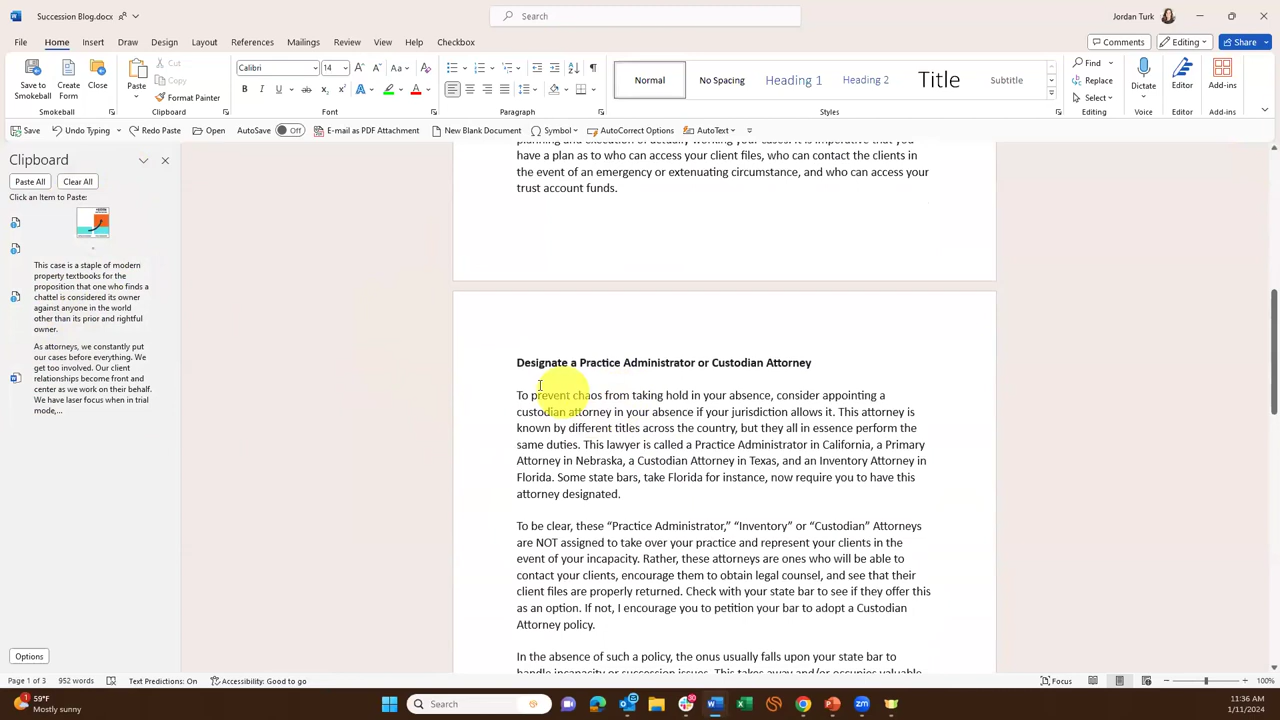 Succession Blog.docx
Search
Jordan Turk
File Home Insert Draw Design Layout References Mailings Review View Help Checkbox
Comments Editing Share
Save to Smokeball
Create Form
Close
Paste
Cut
Copy
Format Painter
Clipboard
Calibri 14
Font
Paragraph
Normal No Spacing Heading 1 Heading 2 Title Subtitle
Styles
Find
Replace
Select
Editing
Dictate
Voice
Editor
Editor
Add-ins
Add-ins
Save Undo Typing Redo Paste Open AutoSave Off E-mail as PDF Attachment New Blank Document Symbol AutoCorrect Options AutoText
Clipboard
Paste All Clear All
Click an Item to Paste:
This case is a staple of modern
property textbooks for the
proposition that one who finds a
chattel is considered its owner
against anyone in the world
other than its prior and rightful
owner.
As attorneys, we constantly put
our cases before everything. We
get too involved. Our client
relationships become front and
center as we work on their behalf.
We have laser focus when in trial
mode,...
Options
planning and execution of actually working your cases. It is imperative that you
have a plan as to who can access your client files, who can contact the clients in
the event of an emergency or extenuating circumstance, and who can access your
trust account funds.
Designate a Practice Administrator or Custodian Attorney
To prevent chaos from taking hold in your absence, consider appointing a
custodian attorney in your absence if your jurisdiction allows it. This attorney is
known by different titles across the country, but they all in essence perform the
same duties. This lawyer is called a Practice Administrator in California, a Primary
Attorney in Nebraska, a Custodian Attorney in Texas, and an Inventory Attorney in
Florida. Some state bars, take Florida for instance, now require you to have this
attorney designated.
To be clear, these “Practice Administrator,” “Inventory” or “Custodian” Attorneys
are NOT assigned to take over your practice and represent your clients in the
event of your incapacity. Rather, these attorneys are ones who will be able to
contact your clients, encourage them to obtain legal counsel, and see that their
client files are properly returned. Check with your state bar to see if they offer this
as an option. If not, I encourage you to petition your bar to adopt a Custodian
Attorney policy.
In the absence of such a policy, the onus usually falls upon your state bar to
handle incapacity or succession issues. This takes away and/or occupies valuable
Page 1 of 3 952 words Text Predictions: On Accessibility: Good to go
Focus
100%
59°F
Mostly sunny
Search
11:36 AM
1/11/2024